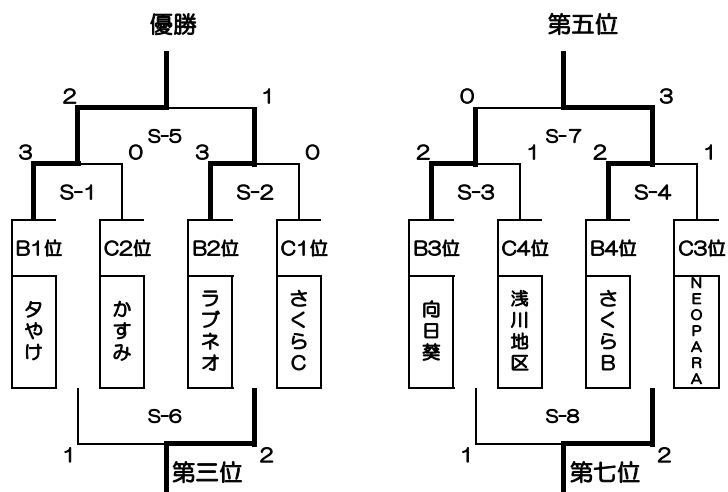 優勝
第五位
2
1
0
3
S-5
S-7
3
0
3
0
2
1
2
1
S-1
S-2
S-3
S-4
B1位
C2位
B2位
C1位
B3位
C4位
B4位
C3位
夕やけ
かすみ
ラブネオ
さくらC
向日葵
浅川地区
さくらB
NEOPARA
S-6
S-8
1
2
1
2
第三位
第七位